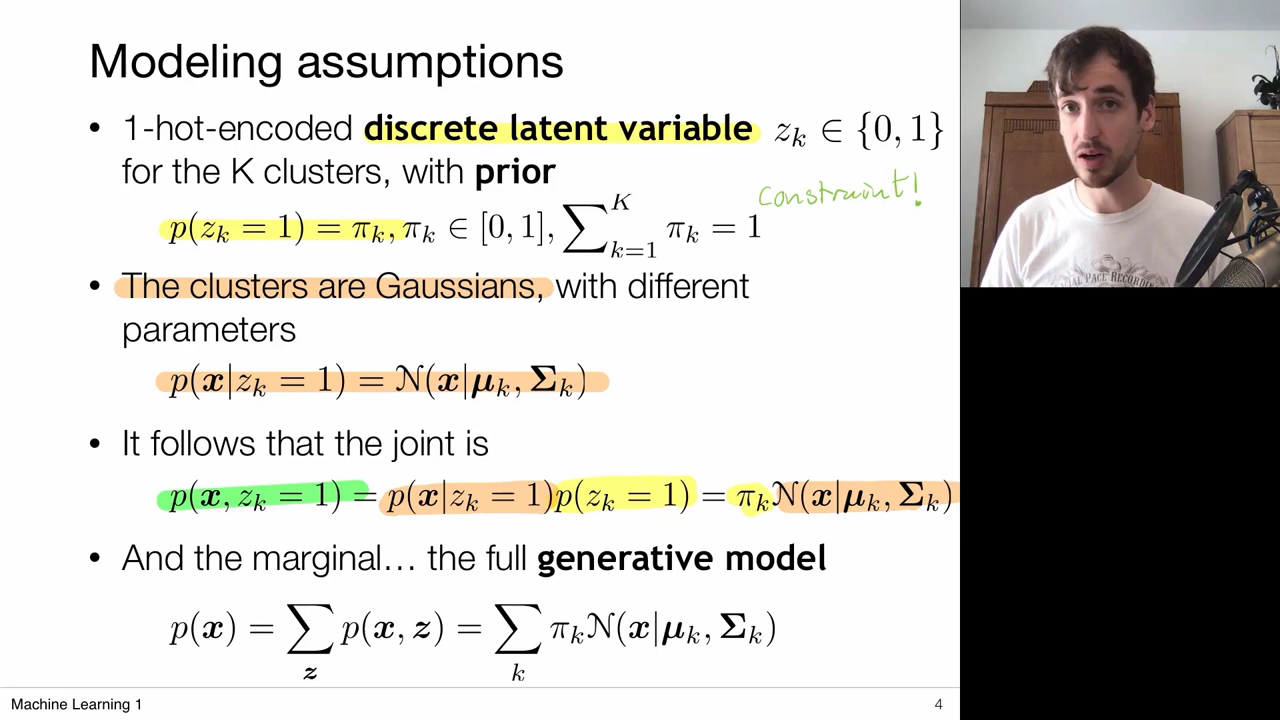 Modeling assumptions
• 1-hot-encoded discrete latent variable z_k ∈ {0, 1}
for the K clusters, with prior
constraint!
p(z_k = 1) = π_k, π_k ∈ [0, 1], ∑_{k=1}^{K} π_k = 1
• The clusters are Gaussians, with different
parameters
p(x|z_k = 1) = N(x|μ_k, Σ_k)
• It follows that the joint is
p(x, z_k = 1) = p(x|z_k = 1)p(z_k = 1) = π_k N(x|μ_k, Σ_k)
• And the marginal... the full generative model
p(x) = ∑_z p(x, z) = ∑_k π_k N(x|μ_k, Σ_k)
Machine Learning 1
4